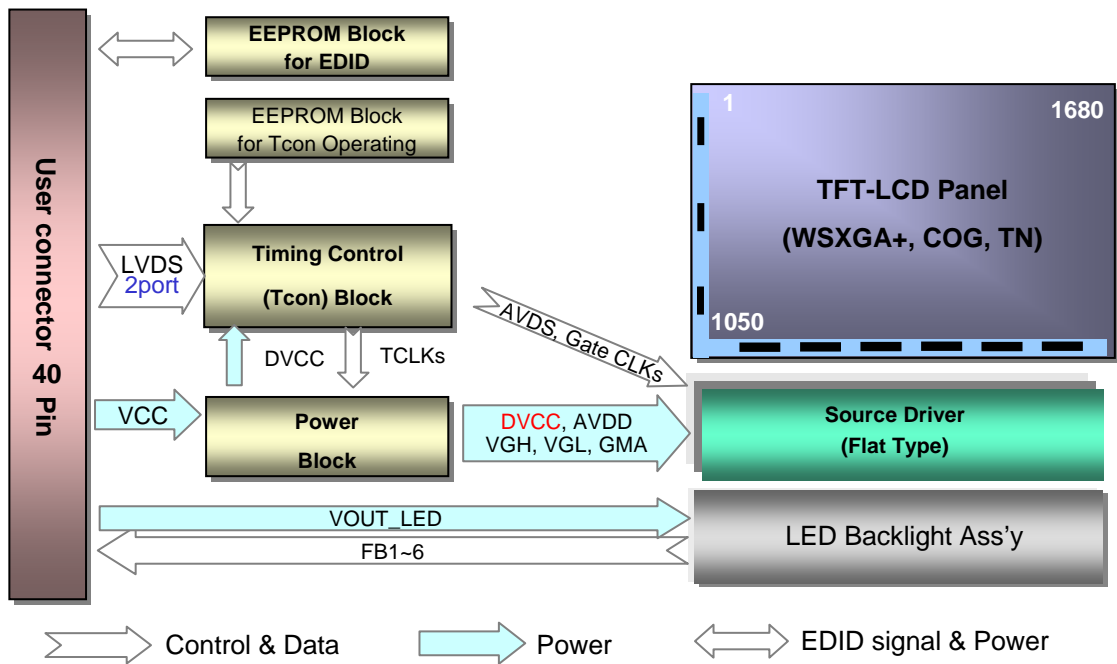 User connector 40 Pin
EEPROM Block
for EDID
EEPROM Block
for Tcon Operating
LVDS
2port
Timing Control
(Tcon) Block
DVCC
TCLKs
VCC
Power
Block
AVDS, Gate CLKs
DVCC, AVDD
VGH, VGL, GMA
1
1680
TFT-LCD Panel
(WSXGA+, COG, TN)
1050
Source Driver
(Flat Type)
VOUT_LED
FB1~6
LED Backlight Ass’y
Control & Data
Power
EDID signal & Power